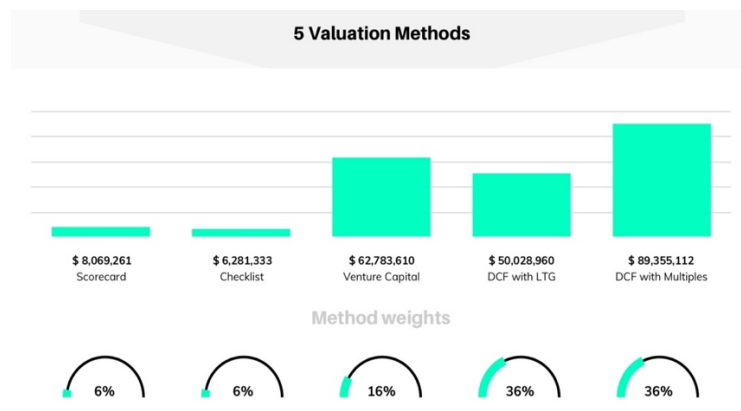 5 Valuation Methods
$ 8,069,261 $ 6,281,333 $ 62,783,610 $ 50,028,960 $ 89,355,112
Scorecard Checklist Venture Capital DCF with LTG DCF with Multiples
Method weights
6% 6% 16% 36% 36%